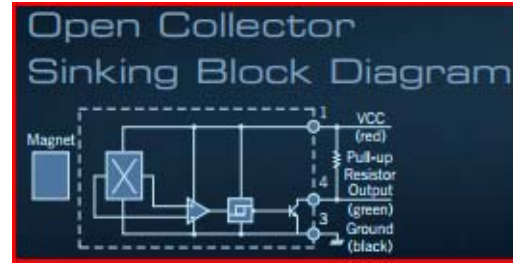 Open Collector
Sinking Block Diagram
Magnet
1
VCC
(red)
Pull-up
Resistor
4
Output
(green)
3
Ground
(black)